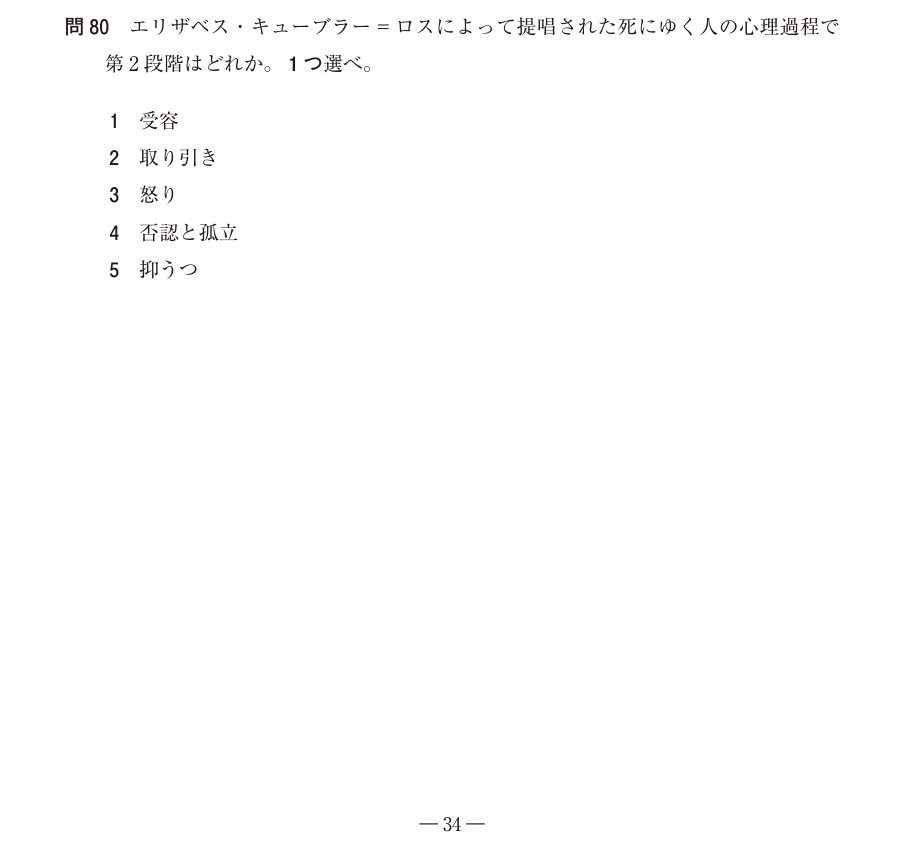 問 80 エリザベス・キューブラー＝ロスによって提唱された死にゆく人の心理過程で
第２段階はどれか。１つ選べ。
1 受容
2 取り引き
3 怒り
4 否認と孤立
5 抑うつ
― 34 ―